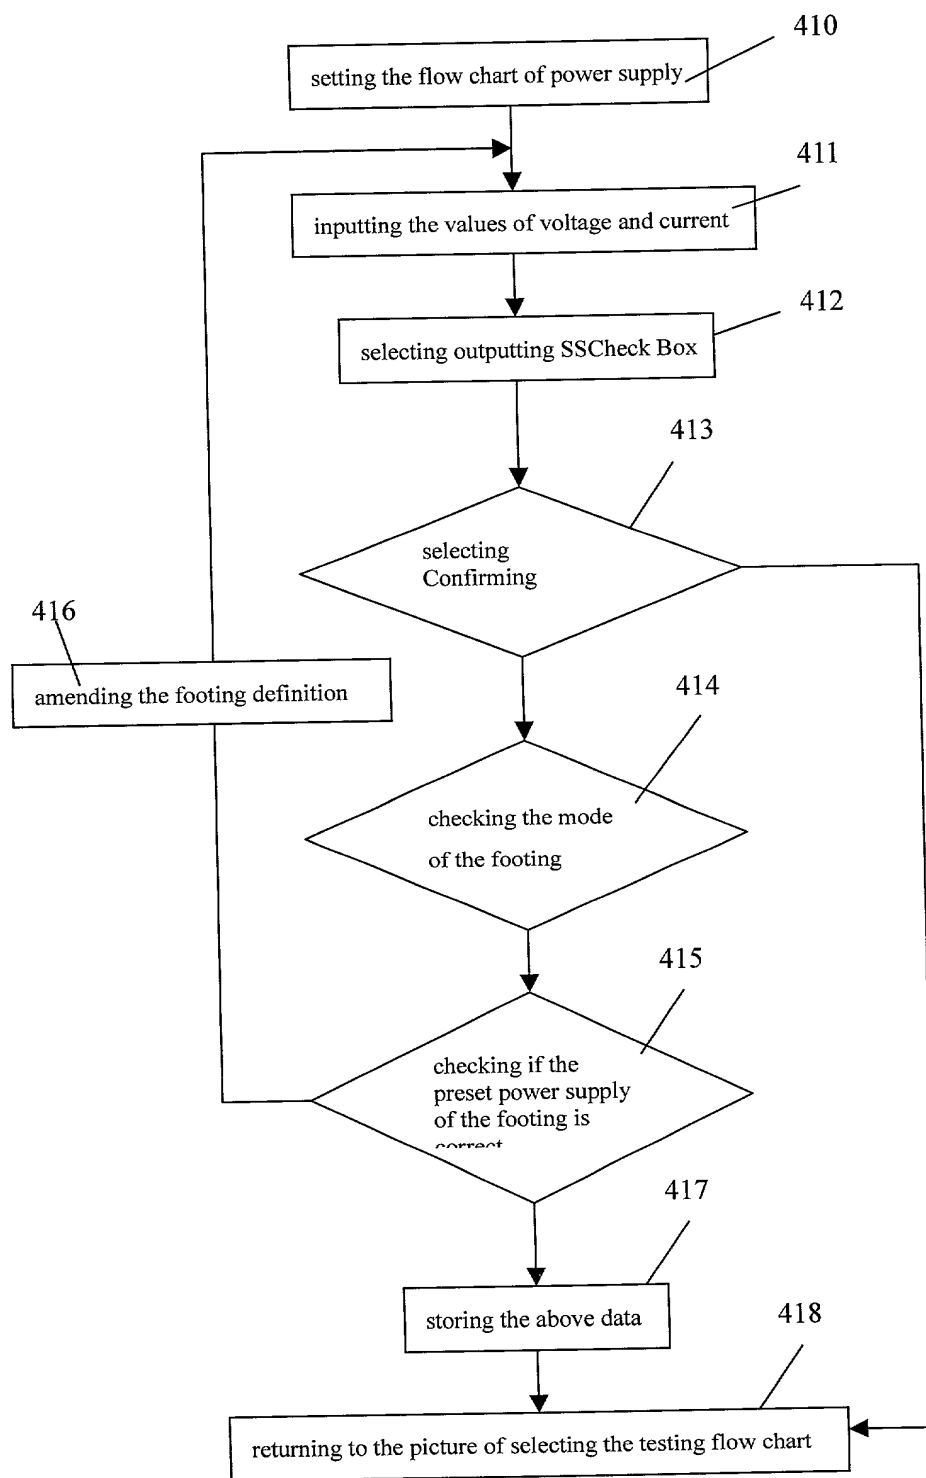 410
setting the flow chart of power supply
411
inputting the values of voltage and current
412
selecting outputting SSCheck Box
413
selecting
Confirming
416
amending the footing definition
414
checking the mode
of the footing
415
checking if the
preset power supply
of the footing is
correct
417
storing the above data
418
returning to the picture of selecting the testing flow chart